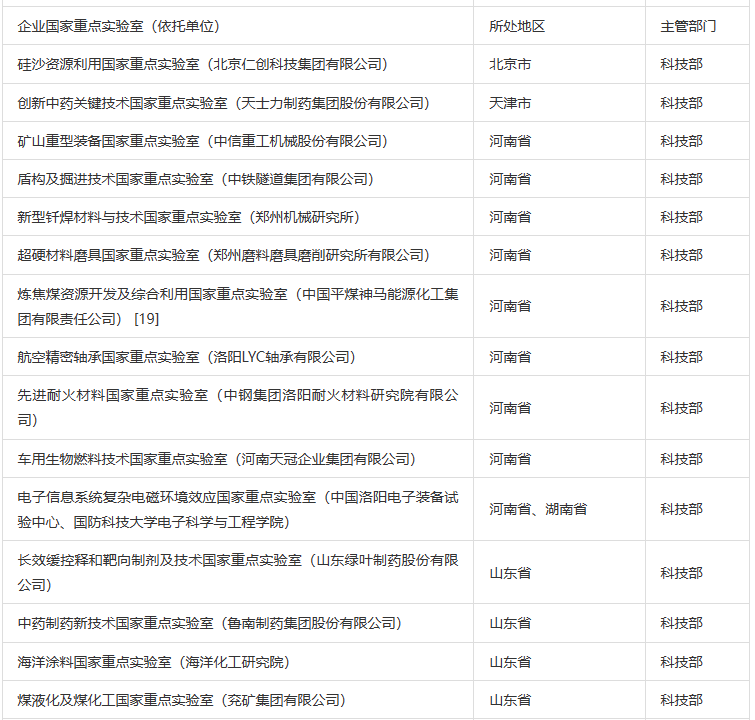 企业国家重点实验室（依托单位） 所处地区 主管部门
硅沙资源利用国家重点实验室（北京仁创科技集团有限公司） 北京市 科技部
创新中药关键技术国家重点实验室（天士力制药集团股份有限公司） 天津市 科技部
矿山重型装备国家重点实验室（中信重工机械股份有限公司） 河南省 科技部
盾构及掘进技术国家重点实验室（中铁隧道集团有限公司） 河南省 科技部
新型钎焊材料与技术国家重点实验室（郑州机械研究所） 河南省 科技部
超硬材料磨具国家重点实验室（郑州磨料磨具磨削研究所有限公司） 河南省 科技部
炼焦煤资源开发及综合利用国家重点实验室（中国平煤神马能源化工集
团有限责任公司） [19] 河南省 科技部
航空精密轴承国家重点实验室（洛阳LYC轴承有限公司） 河南省 科技部
先进耐火材料国家重点实验室（中钢集团洛阳耐火材料研究院有限公
司） 河南省 科技部
车用生物燃料技术国家重点实验室（河南天冠企业集团有限公司） 河南省 科技部
电子信息系统复杂电磁环境效应国家重点实验室（中国洛阳电子装备试
验中心、国防科技大学电子科学与工程学院） 河南省、湖南省 科技部
长效缓控释和靶向制剂及技术国家重点实验室（山东绿叶制药股份有限
公司） 山东省 科技部
中药制药新技术国家重点实验室（鲁南制药集团股份有限公司） 山东省 科技部
海洋涂料国家重点实验室（海洋化工研究院） 山东省 科技部
煤液化及煤化工国家重点实验室（兖矿集团有限公司） 山东省 科技部